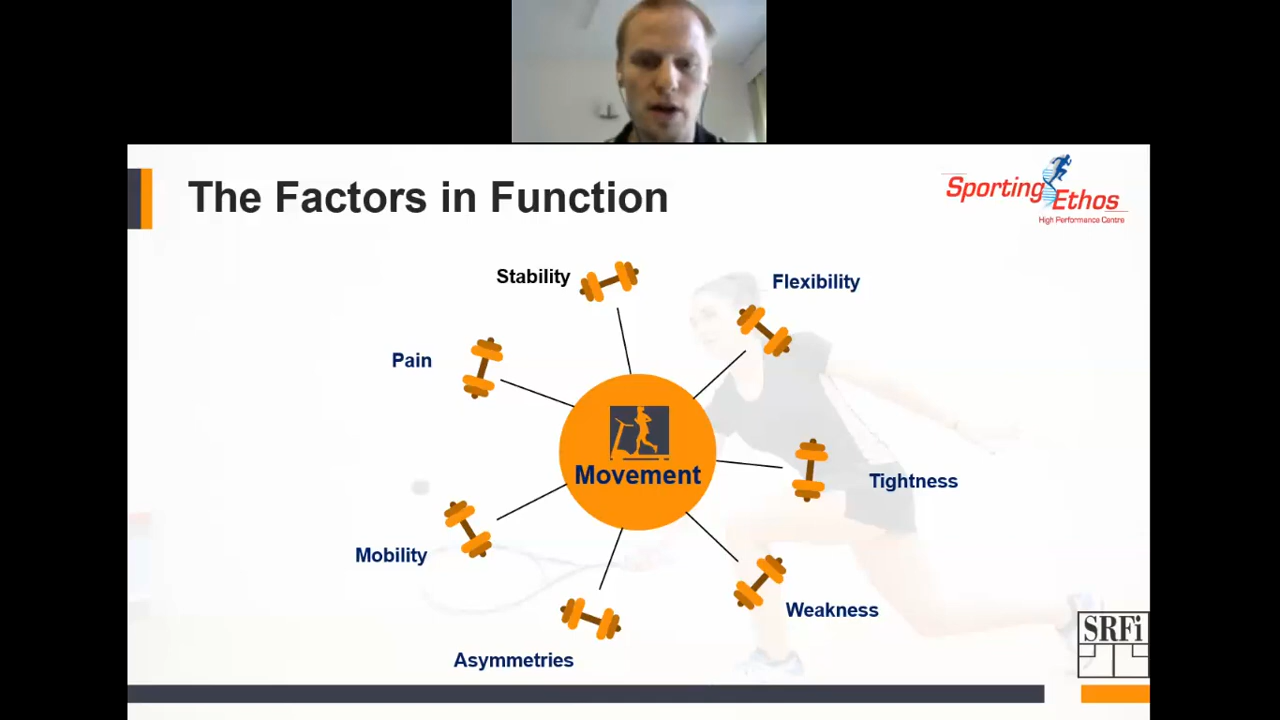 The Factors in Function
Sporting
Ethos
High Performance Centre
Stability
Flexibility
Pain
Movement
Tightness
Mobility
Weakness
Asymmetries
SRFi